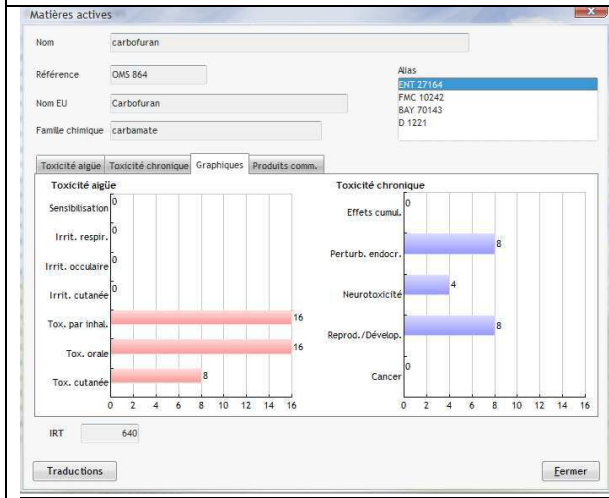 Matières actives
Nom carbofuran
Référence OMS 864
Alias
ENT 27164
FMC 10242
BAY 70143
D 1221
Nom EU Carbofuran
Famille chimique carbamate
Toxicité aigüe Toxicité chronique Graphiques Produits comm.
Toxicité aigüe
Sensibilisation 0
Irrit. respir. 0
Irrit. occulaire 0
Irrit. cutanée 0
Tox. par inhal. 16
Tox. orale 16
Tox. cutanée 8
0 2 4 6 8 10 12 14 16
Toxicité chronique
Effets cumul. 0
Perturb. endocr. 8
Neurotoxicité 4
Reprod./Dévelop. 8
Cancer 0
0 2 4 6 8 10 12 14 16
IRT 640
Traductions Fermer